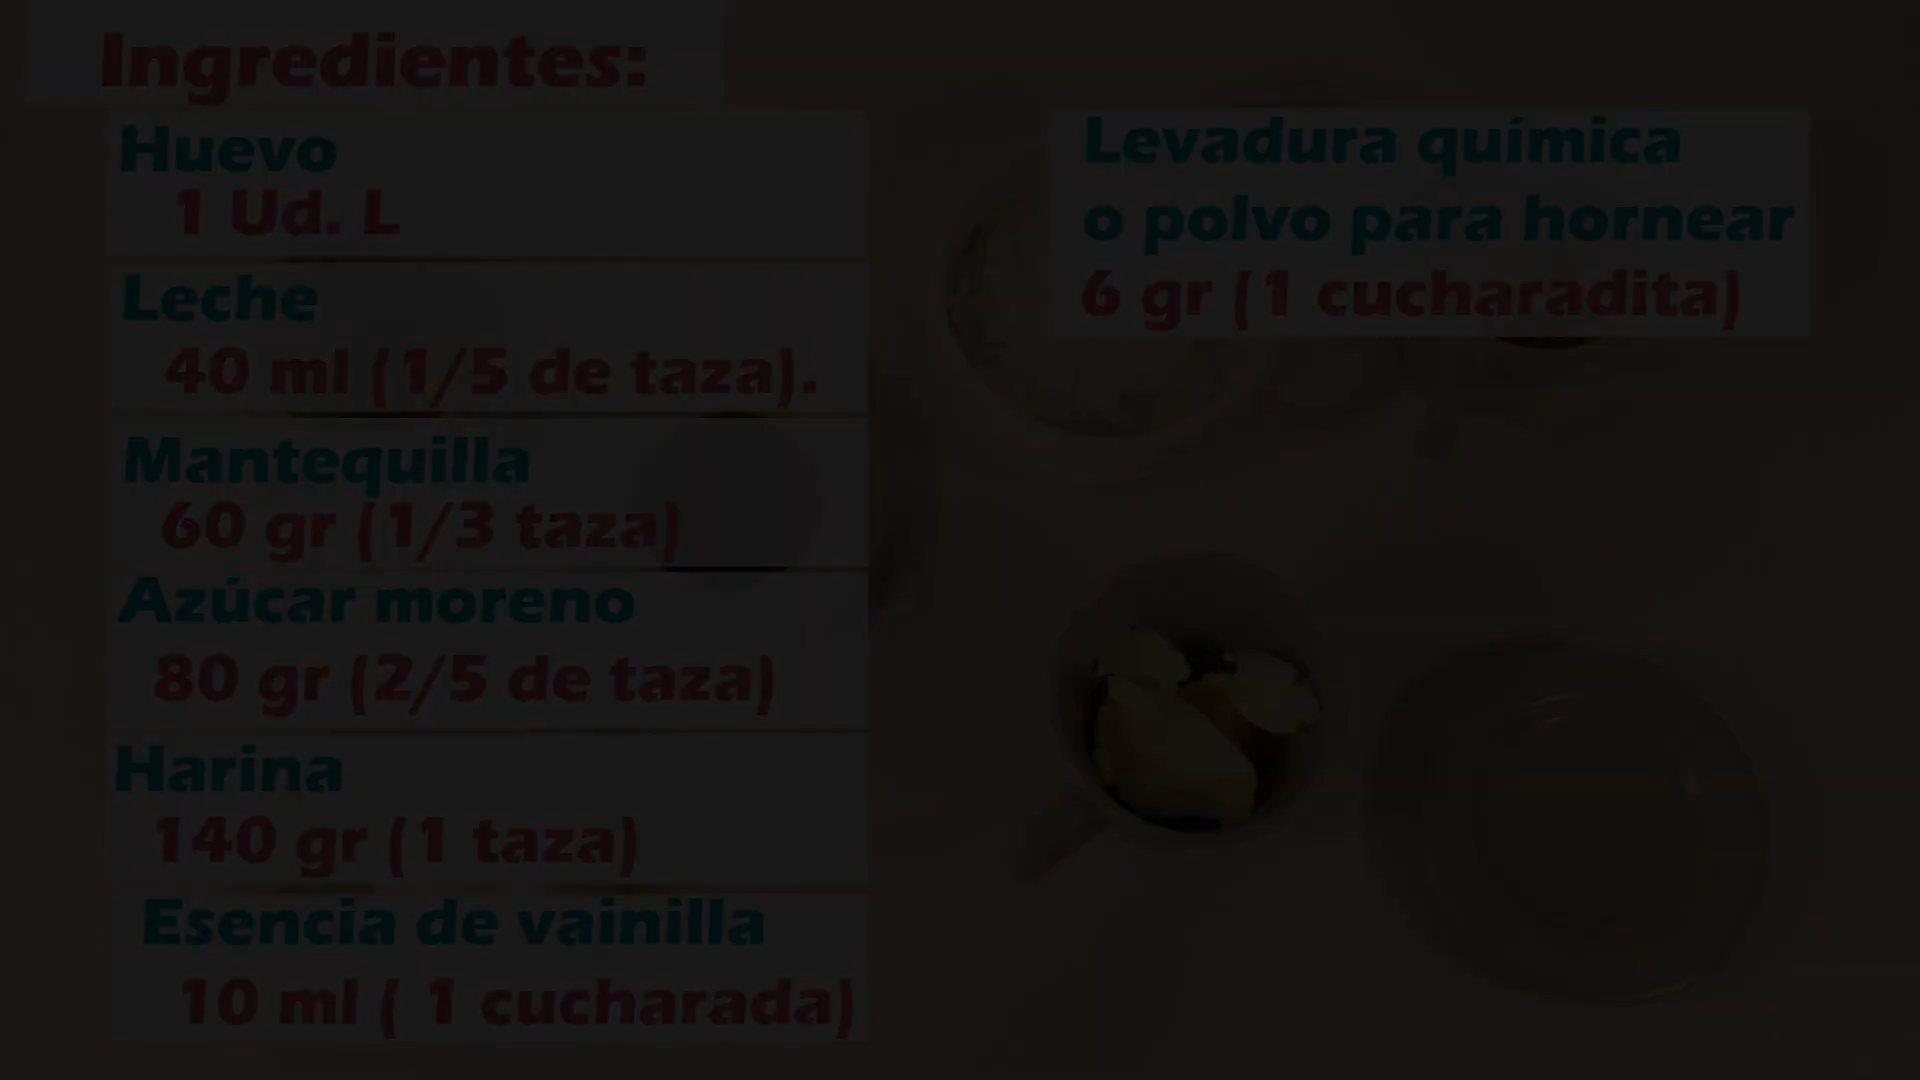 Ingredientes:
Huevo
1 Ud. L
Leche
40 ml (1/5 de taza).
Mantequilla
60 gr (1/3 taza)
Azúcar moreno
80 gr (2/5 de taza)
Harina
140 gr (1 taza)
Esencia de vainilla
10 ml ( 1 cucharada)
Levadura química
o polvo para hornear
6 gr (1 cucharadita)